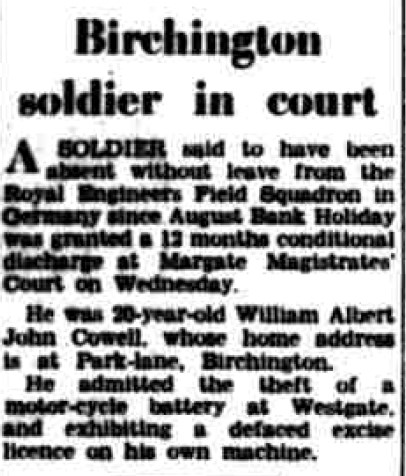 Birchington
soldier in court
A SOLDIER said to have been
absent without leave from the
Royal Engineers Field Squadron in
Germany since August Bank Holiday
was granted a 12 months conditional
discharge at Margate Magistrates'
Court on Wednesday.
He was 20-year-old William Albert
John Cowell, whose home address
is at Park-lane, Birchington.
He admitted the theft of a
motor-cycle battery at Westgate,
and exhibiting a defaced excise
licence on his own machine.